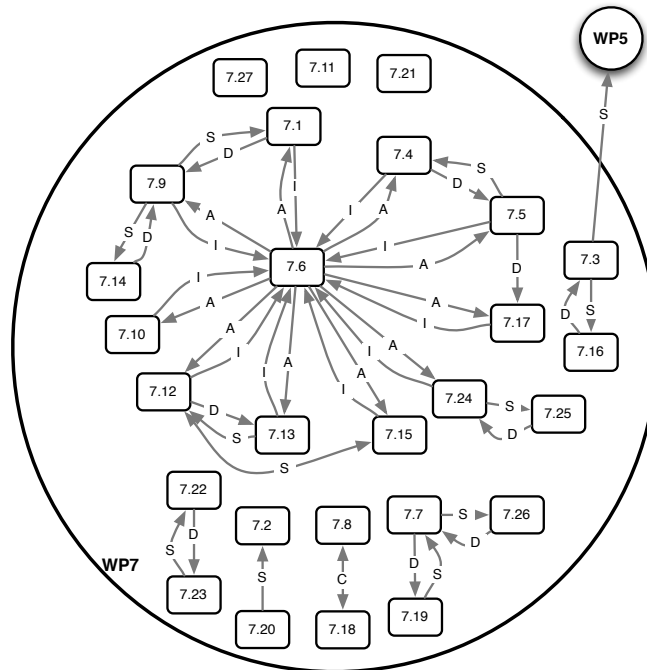 WP5
7.11
7.27
7.21
S
7.1
S
D
7.4
S
7.9
I
D
A
A
7.5
A
I
S
D
I
I
7.6
7.3
D
7.14
I
A
D
S
A
A
I
7.10
7.17
D
7.16
A
A
I
I
A
I
A
7.12
I
7.24
S
7.25
D
S
7.13
7.15
D
S
7.22
7.7
S
7.26
7.2
7.8
D
D
S
D
WP7
S
C
S
7.23
7.19
7.20
7.18